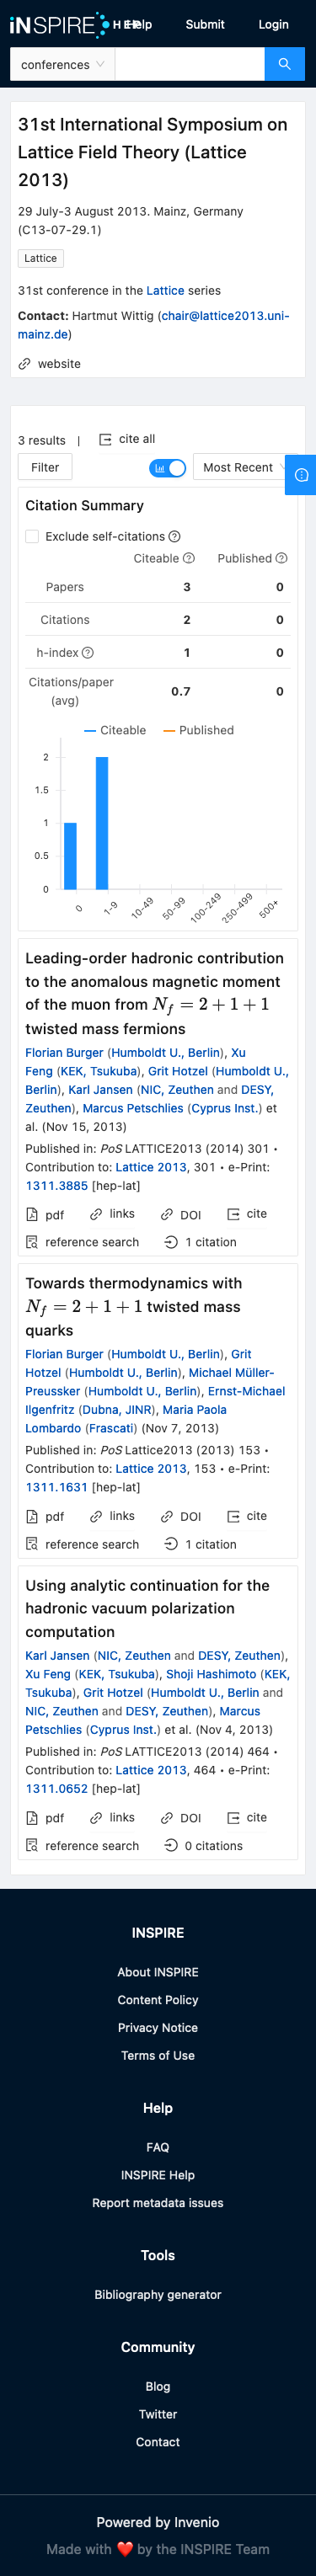 iNSPIRE HEP
Help Submit Login
conferences
31st International Symposium on
Lattice Field Theory (Lattice
2013)
29 July-3 August 2013. Mainz, Germany
(C13-07-29.1)
Lattice
31st conference in the Lattice series
Contact: Hartmut Wittig (chair@lattice2013.uni-
mainz.de)
website
3 results | cite all
Filter Most Recent
Citation Summary
Exclude self-citations
Citeable Published
Papers 3 0
Citations 2 0
h-index 1 0
Citations/paper
(avg) 0.7 0
Citeable Published
2
1.5
1
0.5
0
0 1-9 10-49 50-99 100-249 250-499 500+
Leading-order hadronic contribution
to the anomalous magnetic moment
of the muon from N_f = 2 + 1 + 1
twisted mass fermions
Florian Burger (Humboldt U., Berlin), Xu
Feng (KEK, Tsukuba), Grit Hotzel (Humboldt U.,
Berlin), Karl Jansen (NIC, Zeuthen and DESY,
Zeuthen), Marcus Petschlies (Cyprus Inst.) et
al. (Nov 15, 2013)
Published in: PoS LATTICE2013 (2014) 301 •
Contribution to: Lattice 2013, 301 • e-Print:
1311.3885 [hep-lat]
pdf links DOI cite
reference search 1 citation
Towards thermodynamics with
N_f = 2 + 1 + 1 twisted mass
quarks
Florian Burger (Humboldt U., Berlin), Grit
Hotzel (Humboldt U., Berlin), Michael Müller-
Preussker (Humboldt U., Berlin), Ernst-Michael
Ilgenfritz (Dubna, JINR), Maria Paola
Lombardo (Frascati) (Nov 7, 2013)
Published in: PoS Lattice2013 (2013) 153 •
Contribution to: Lattice 2013, 153 • e-Print:
1311.1631 [hep-lat]
pdf links DOI cite
reference search 1 citation
Using analytic continuation for the
hadronic vacuum polarization
computation
Karl Jansen (NIC, Zeuthen and DESY, Zeuthen),
Xu Feng (KEK, Tsukuba), Shoji Hashimoto (KEK,
Tsukuba), Grit Hotzel (Humboldt U., Berlin and
NIC, Zeuthen and DESY, Zeuthen), Marcus
Petschlies (Cyprus Inst.) et al. (Nov 4, 2013)
Published in: PoS LATTICE2013 (2014) 464 •
Contribution to: Lattice 2013, 464 • e-Print:
1311.0652 [hep-lat]
pdf links DOI cite
reference search 0 citations
INSPIRE
About INSPIRE
Content Policy
Privacy Notice
Terms of Use
Help
FAQ
INSPIRE Help
Report metadata issues
Tools
Bibliography generator
Community
Blog
Twitter
Contact
Powered by Invenio
Made with ❤️ by the INSPIRE Team